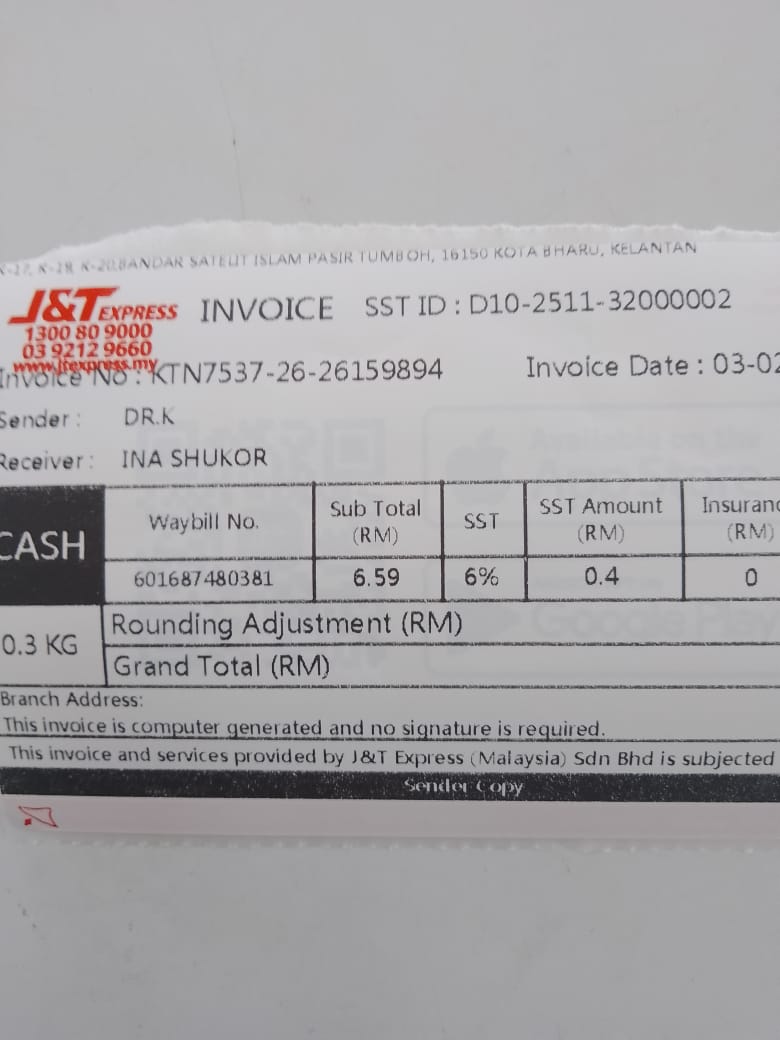 BANDAR SATELIT ISLAM PASIR TUMBOH, 16150 KOTA BHARU, KELANTAN
J&T EXPRESS INVOICE SST ID : D10-2511-32000002
1300 80 9000
03 9212 9660
www.jtexpress.my
Invoice No : KTN7537-26-26159894 Invoice Date : 03-02
Sender : DR.K
Receiver : INA SHUKOR
CASH Waybill No. Sub Total (RM) SST SST Amount (RM) Insuranc (RM)
601687480381 6.59 6% 0.4 0
0.3 KG Rounding Adjustment (RM)
Grand Total (RM)
Branch Address:
This invoice is computer generated and no signature is required.
This invoice and services provided by J&T Express (Malaysia) Sdn Bhd is subjected
Sender Copy